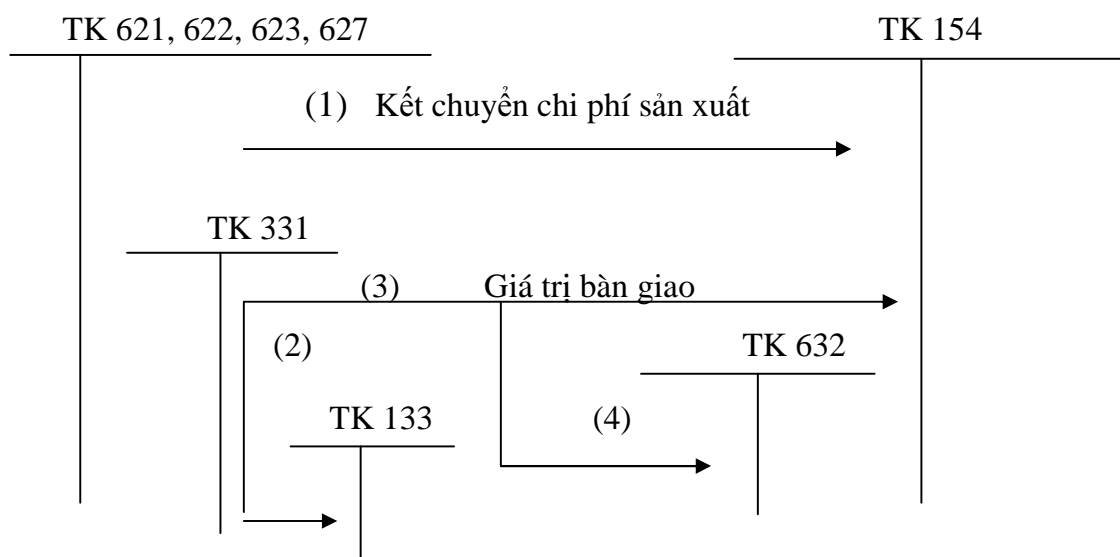 TK 621, 622, 623, 627 TK 154
(1) Kết chuyển chi phí sản xuất
TK 331
(3) Giá trị bàn giao
(2) TK 632
TK 133 (4)